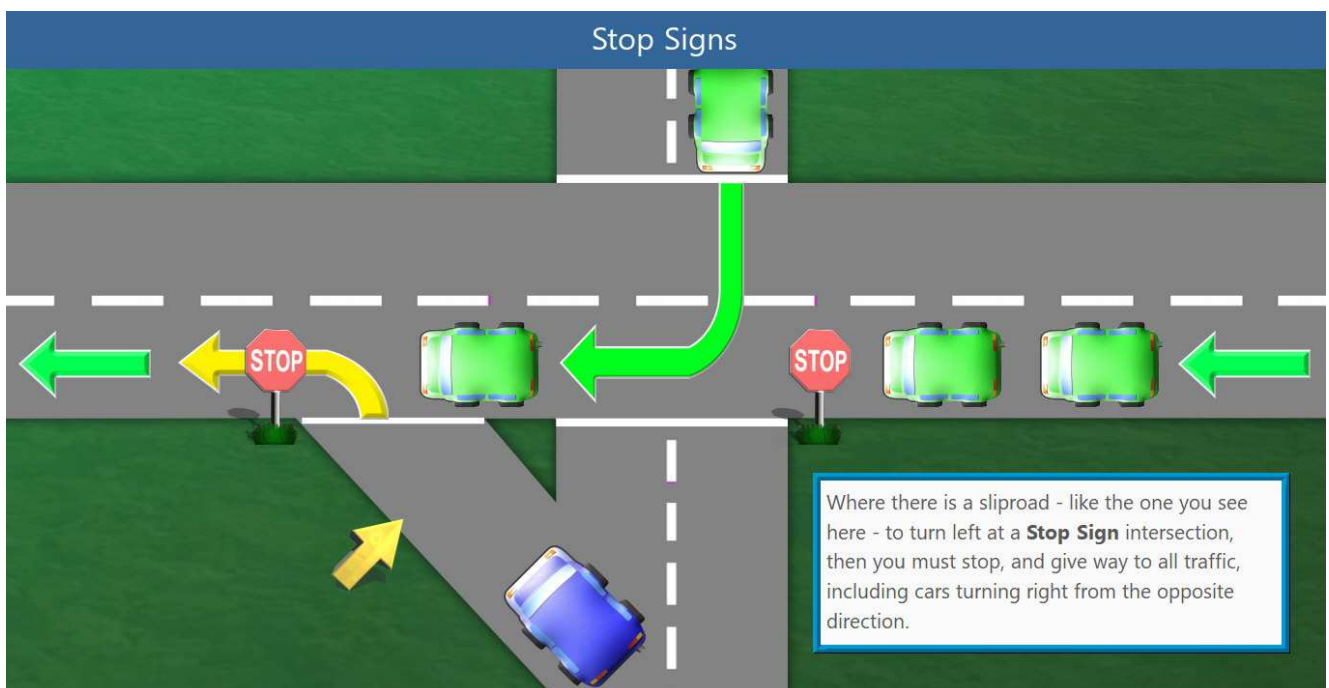 Stop Signs
STOP
STOP
Where there is a sliproad - like the one you see
here - to turn left at a Stop Sign intersection,
then you must stop, and give way to all traffic,
including cars turning right from the opposite
direction.